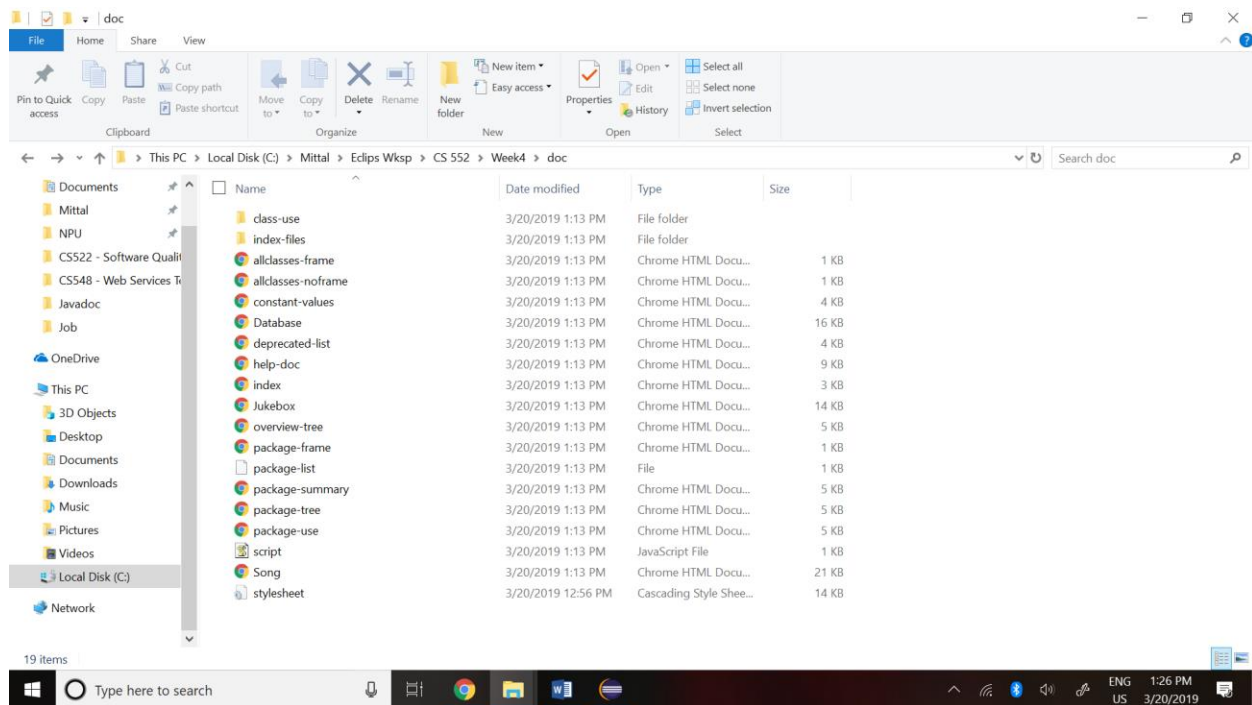 doc
File Home Share View
Pin to Quick access
Copy
Paste
Cut
Copy path
Paste shortcut
Clipboard
Move to
Copy to
Delete
Rename
Organize
New folder
New item
Easy access
New
Properties
Open
Edit
History
Open
Select all
Select none
Invert selection
Select
This PC > Local Disk (C:) > Mittal > Eclips Wksp > CS 552 > Week4 > doc
Search doc
Documents
Mittal
NPU
CS522 - Software Qualit
CS548 - Web Services Te
Javadoc
Job
OneDrive
This PC
3D Objects
Desktop
Documents
Downloads
Music
Pictures
Videos
Local Disk (C:)
Network
Name Date modified Type Size
class-use 3/20/2019 1:13 PM File folder
index-files 3/20/2019 1:13 PM File folder
allclasses-frame 3/20/2019 1:13 PM Chrome HTML Docu... 1 KB
allclasses-noframe 3/20/2019 1:13 PM Chrome HTML Docu... 1 KB
constant-values 3/20/2019 1:13 PM Chrome HTML Docu... 4 KB
Database 3/20/2019 1:13 PM Chrome HTML Docu... 16 KB
deprecated-list 3/20/2019 1:13 PM Chrome HTML Docu... 4 KB
help-doc 3/20/2019 1:13 PM Chrome HTML Docu... 9 KB
index 3/20/2019 1:13 PM Chrome HTML Docu... 3 KB
Jukebox 3/20/2019 1:13 PM Chrome HTML Docu... 14 KB
overview-tree 3/20/2019 1:13 PM Chrome HTML Docu... 5 KB
package-frame 3/20/2019 1:13 PM Chrome HTML Docu... 1 KB
package-list 3/20/2019 1:13 PM File 1 KB
package-summary 3/20/2019 1:13 PM Chrome HTML Docu... 5 KB
package-tree 3/20/2019 1:13 PM Chrome HTML Docu... 5 KB
package-use 3/20/2019 1:13 PM Chrome HTML Docu... 5 KB
script 3/20/2019 1:13 PM JavaScript File 1 KB
Song 3/20/2019 1:13 PM Chrome HTML Docu... 21 KB
stylesheet 3/20/2019 12:56 PM Cascading Style Shee... 14 KB
19 items
Type here to search
ENG
US
1:26 PM
3/20/2019